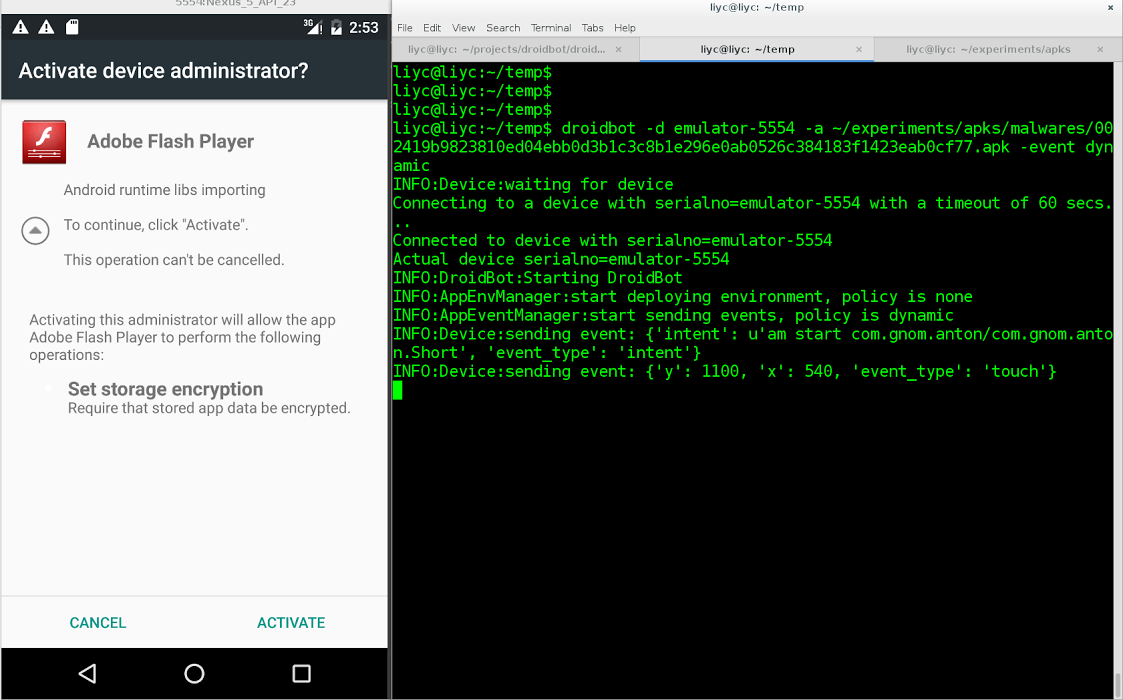 5554:Nexus_5_API_23
3G
2:53
Activate device administrator?
Adobe Flash Player
Android runtime libs importing
To continue, click "Activate".
This operation can't be cancelled.
Activating this administrator will allow the app
Adobe Flash Player to perform the following
operations:
Set storage encryption
Require that stored app data be encrypted.
CANCEL
ACTIVATE
liyc@liyc: ~/temp
File Edit View Search Terminal Tabs Help
liyc@liyc: ~/projects/droidbot/droid... × liyc@liyc: ~/temp × liyc@liyc: ~/experiments/apks ×
liyc@liyc:~/temp$
liyc@liyc:~/temp$
liyc@liyc:~/temp$
liyc@liyc:~/temp$ droidbot -d emulator-5554 -a ~/experiments/apks/malwares/00
2419b9823810ed04ebb0d3b1c3c8b1e296e0ab0526c384183f1423eab0cf77.apk -event dyn
amic
INFO:Device:waiting for device
Connecting to a device with serialno=emulator-5554 with a timeout of 60 secs.
..
Connected to device with serialno=emulator-5554
Actual device serialno=emulator-5554
INFO:DroidBot:Starting DroidBot
INFO:AppEnvManager:start deploying environment, policy is none
INFO:AppEventManager:start sending events, policy is dynamic
INFO:Device:sending event: {'intent': u'am start com.gnom.anton/com.gnom.anto
n.Short', 'event_type': 'intent'}
INFO:Device:sending event: {'y': 1100, 'x': 540, 'event_type': 'touch'}